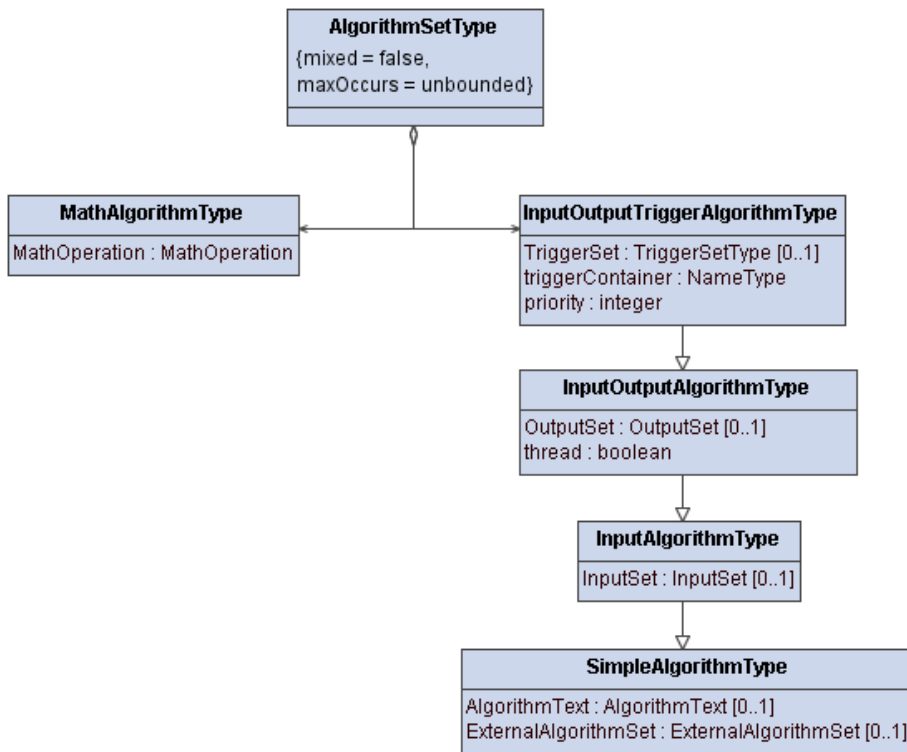 AlgorithmSetType
{mixed = false,
maxOccurs = unbounded}
MathAlgorithmType
MathOperation : MathOperation
InputOutputTriggerAlgorithmType
TriggerSet : TriggerSetType [0..1]
triggerContainer : NameType
priority : integer
InputOutputAlgorithmType
OutputSet : OutputSet [0..1]
thread : boolean
InputAlgorithmType
InputSet : InputSet [0..1]
SimpleAlgorithmType
AlgorithmText : AlgorithmText [0..1]
ExternalAlgorithmSet : ExternalAlgorithmSet [0..1]